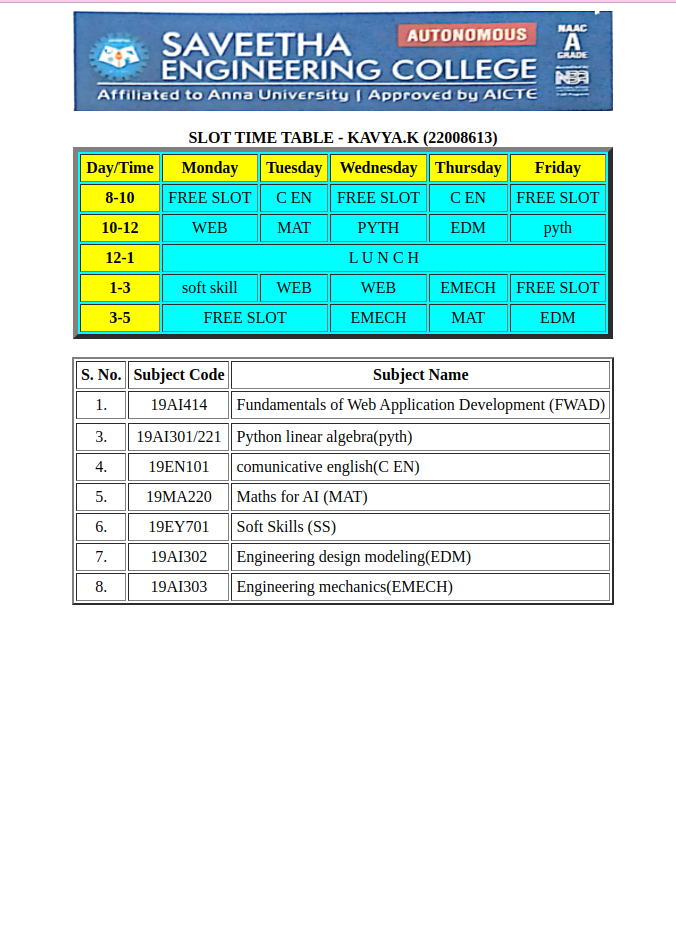 SAVEETHA
ENGINEERING COLLEGE
AUTONOMOUS
NAAC
A
GRADE
NBA
Affiliated to Anna University | Approved by AICTE
SLOT TIME TABLE - KAVYA.K (22008613)
Day/Time Monday Tuesday Wednesday Thursday Friday
8-10 FREE SLOT C EN FREE SLOT C EN FREE SLOT
10-12 WEB MAT PYTH EDM pyth
12-1 L U N C H
1-3 soft skill WEB WEB EMECH FREE SLOT
3-5 FREE SLOT EMECH MAT EDM
S. No. Subject Code Subject Name
1. 19AI414 Fundamentals of Web Application Development (FWAD)
3. 19AI301/221 Python linear algebra(pyth)
4. 19EN101 comunicative english(C EN)
5. 19MA220 Maths for AI (MAT)
6. 19EY701 Soft Skills (SS)
7. 19AI302 Engineering design modeling(EDM)
8. 19AI303 Engineering mechanics(EMECH)